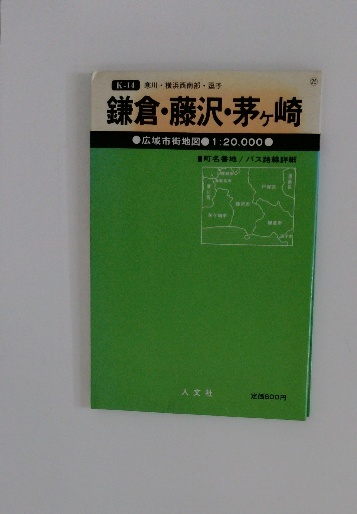 K-14 寒川・横浜西南部・逗子
鎌倉・藤沢・茅ヶ崎
●広域市街地図●1:20,000●
■町名番地/バス路線詳細
人文社
定価600円